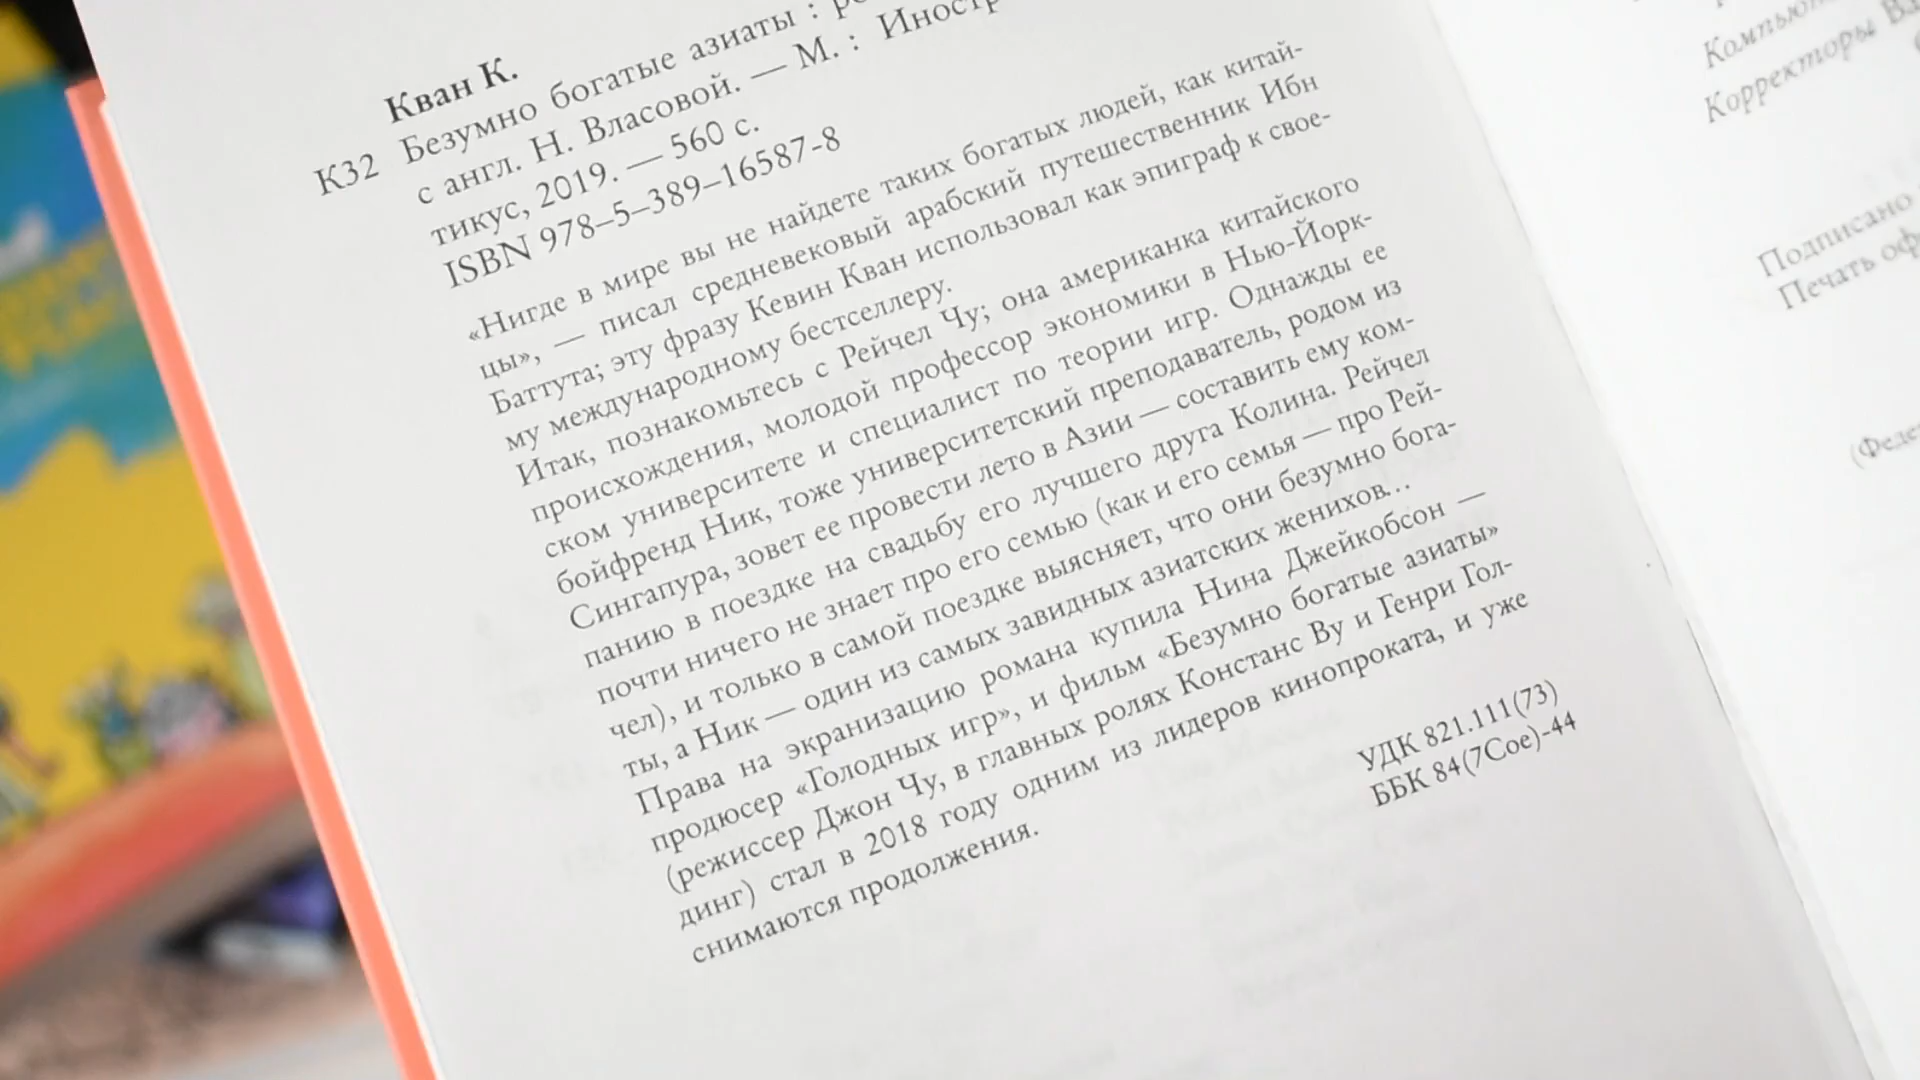 Кван К.
К32 Безумно богатые азиаты :
с англ. Н. Власовой. — М. : Иностр
тикус, 2019. — 560 с.
ISBN 978–5–389–16587-8
«Нигде в мире вы не найдете таких богатых людей, как китай-
цы», — писал средневековый арабский путешественник Ибн
Баттута; эту фразу Кевин Кван использовал как эпиграф к свое-
му международному бестселлеру.
Итак, познакомьтесь с Рейчел Чу; она американка китайского
происхождения, молодой профессор экономики в Нью-Йорк-
ском университете и специалист по теории игр. Однажды ее
бойфренд Ник, тоже университетский преподаватель, родом из
Сингапура, зовет ее провести лето в Азии — составить ему ком-
панию в поездке на свадьбу его лучшего друга Колина. Рейчел
почти ничего не знает про его семью (как и его семья — про Рей-
чел), и только в самой поездке выясняет, что они безумно бога-
ты, а Ник — один из самых завидных азиатских женихов...
Права на экранизацию романа купила Нина Джейкобсон —
продюсер «Голодных игр», и фильм «Безумно богатые азиаты»
(режиссер Джон Чу, в главных ролях Констанс Ву и Генри Гол-
динг) стал в 2018 году одним из лидеров кинопроката, и уже
снимаются продолжения.
УДК 821.111(73)
ББК 84(7Сое)-44
Компьют
Корректоры
Подписано
Печать оф
(Феде